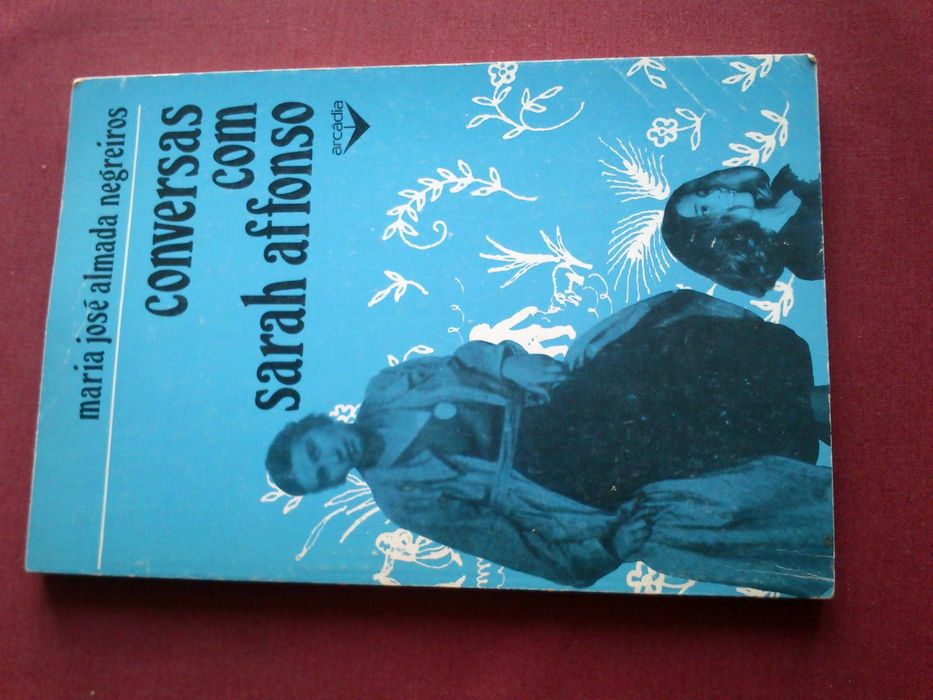 maria josé almada negreiros
conversas
com
sarah affonso
arcádia